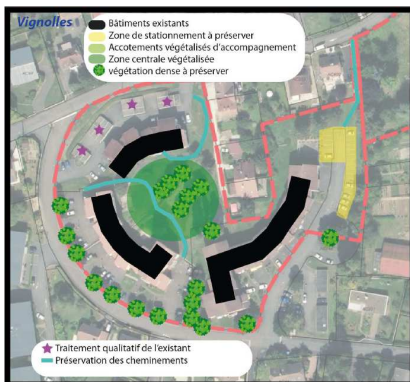 Vignolles
Bâtiments existants
Zone de stationnement à préserver
Accotements végétalisés d'accompagnement
Zone centrale végétalisée
végétation dense à préserver
Traitement qualitatif de l'existant
Préservation des cheminements